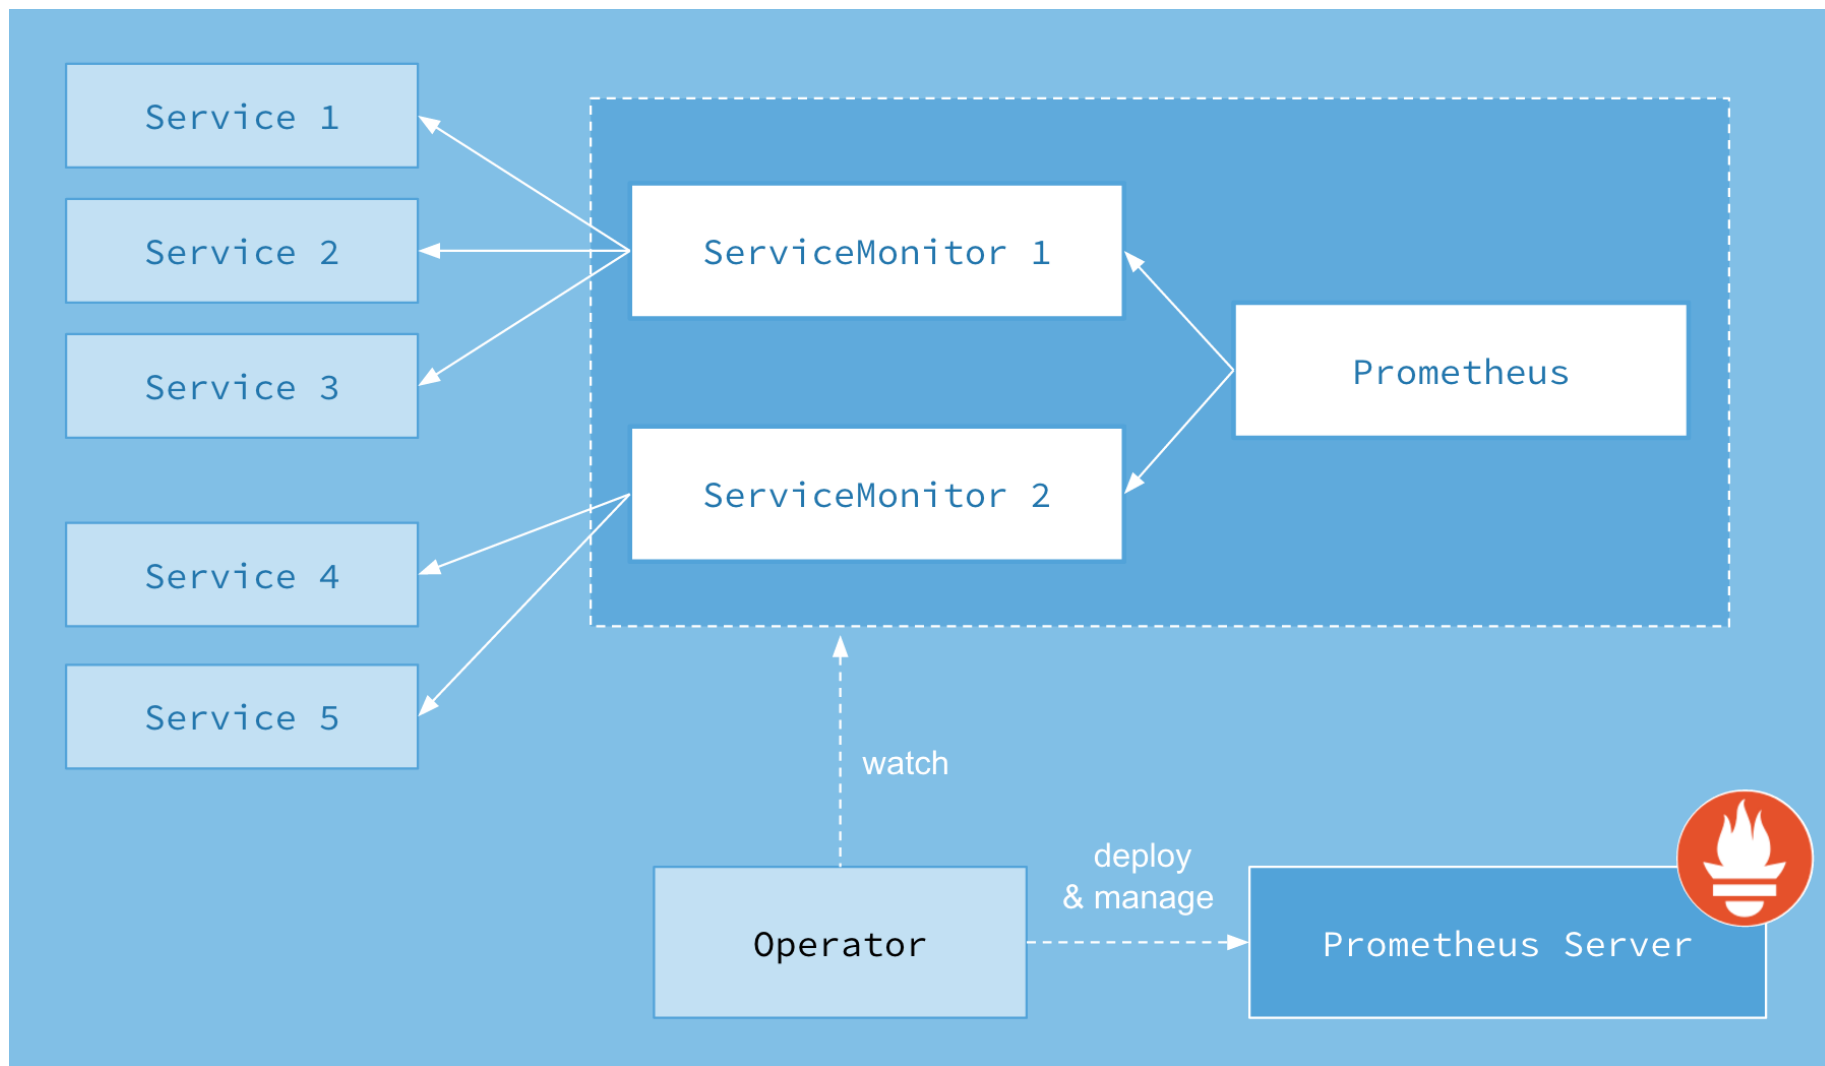 Service 1
Service 2
Service 3
Service 4
Service 5
ServiceMonitor 1
ServiceMonitor 2
Prometheus
watch
deploy
& manage
Operator
Prometheus Server